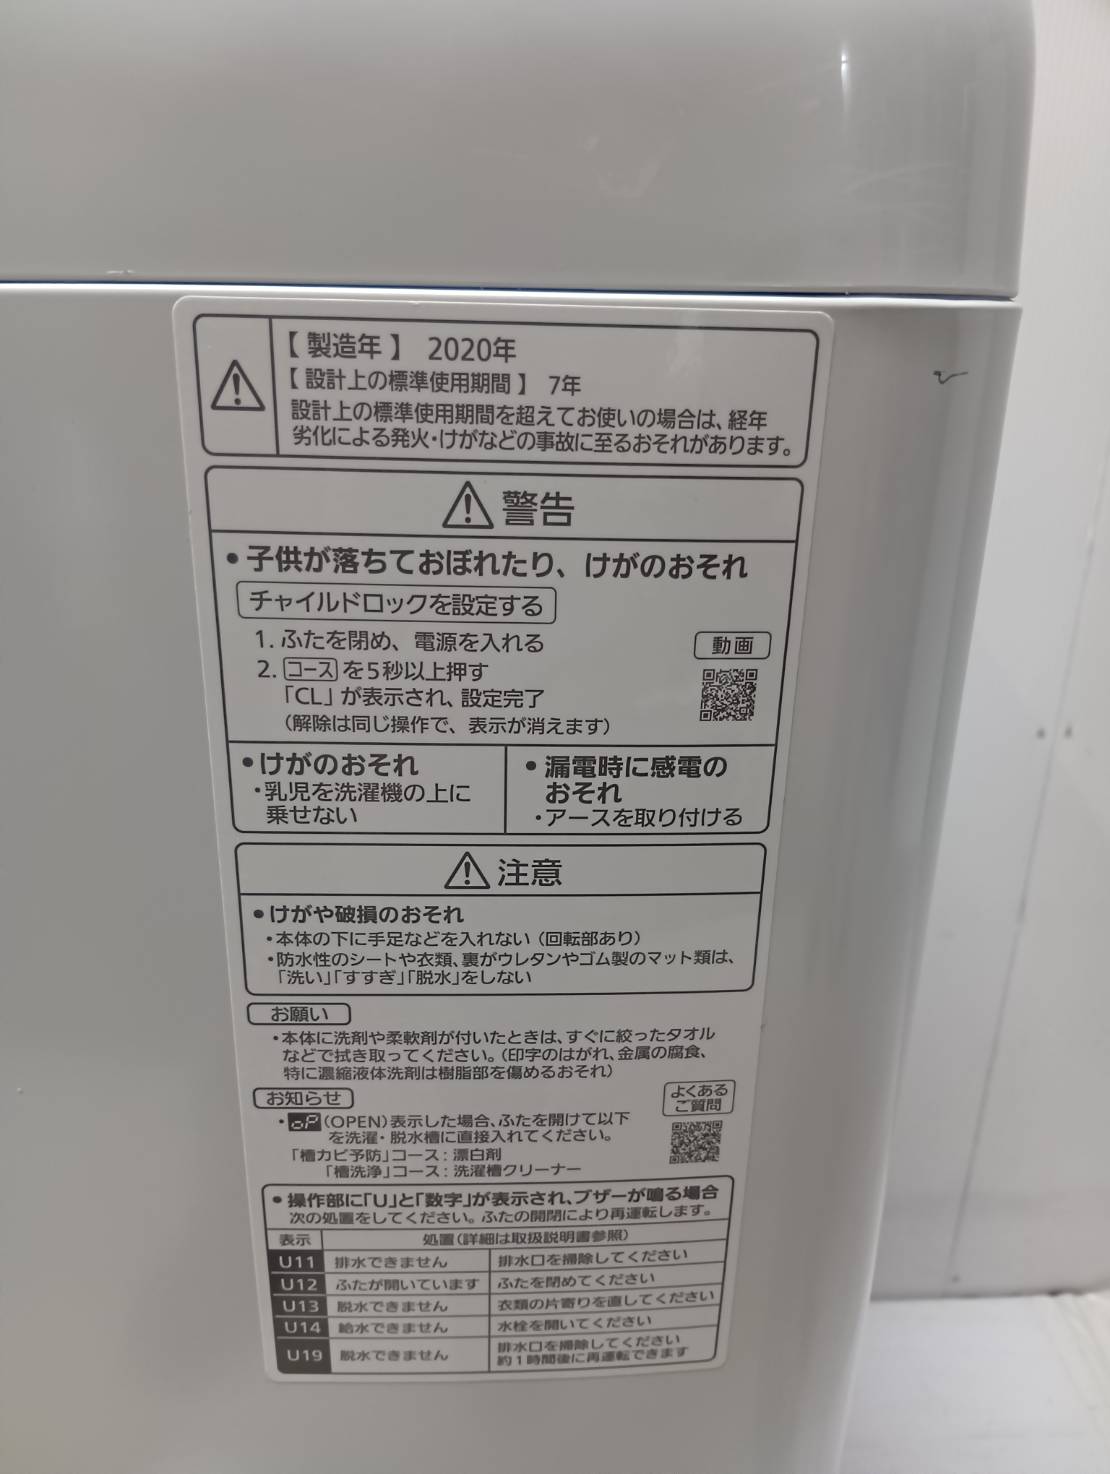 【製造年】 2020年
【設計上の標準使用期間】 7年
設計上の標準使用期間を超えてお使いの場合は、経年
劣化による発火・けがなどの事故に至るおそれがあります。
警告
• 子供が落ちておぼれたり、けがのおそれ
チャイルドロックを設定する
1. ふたを閉め、電源を入れる
動画
2. コースを5秒以上押す
「CL」が表示され、設定完了
(解除は同じ操作で、表示が消えます)
• けがのおそれ
・乳児を洗濯機の上に
乗せない
• 漏電時に感電の
おそれ
・アースを取り付ける
注意
• けがや破損のおそれ
・本体の下に手足などを入れない(回転部あり)
・防水性のシートや衣類、裏がウレタンやゴム製のマット類は、
「洗い」「すすぎ」「脱水」をしない
お願い
・本体に洗剤や柔軟剤が付いたときは、すぐに絞ったタオル
などで拭き取ってください。(印字のはがれ、金属の腐食、
特に濃縮液体洗剤は樹脂部を傷めるおそれ)
お知らせ
よくある
ご質問
・oP(OPEN)表示した場合、ふたを開けて以下
を洗濯・脱水槽に直接入れてください。
「槽カビ予防」コース：漂白剤
「槽洗浄」コース：洗濯槽クリーナー
• 操作部に「U」と「数字」が表示され、ブザーが鳴る場合
次の処置をしてください。ふたの開閉により再運転します。
表示 処置(詳細は取扱説明書参照)
U11 排水できません 排水口を掃除してください
U12 ふたが開いています ふたを閉めてください
U13 脱水できません 衣類の片寄りを直してください
U14 給水できません 水栓を開いてください
U19 脱水できません 排水口を掃除してください
約1時間後に再運転できます